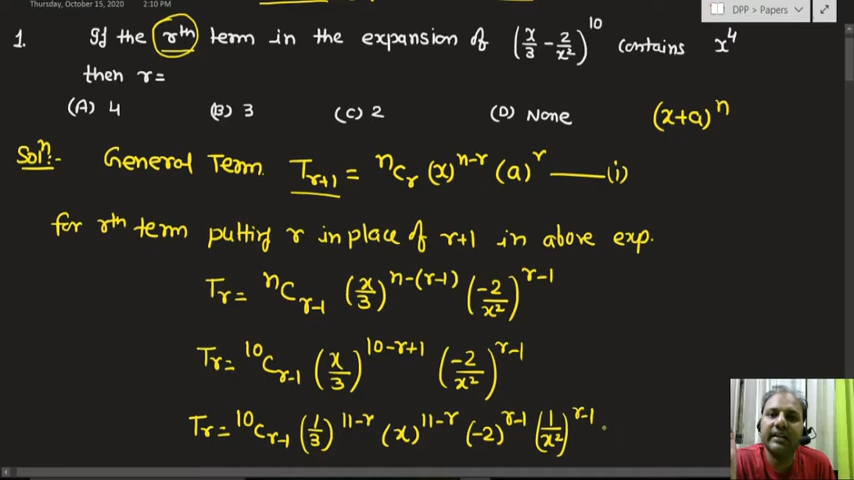 Thursday, October 15, 2020 2:10 PM
DPP > Papers
1. If the rth term in the expansion of (x/3 - 2/x²)^10 contains x⁴
then r=
(A) 4 (B) 3 (C) 2 (D) None (x+a)^n
Solⁿ:- General Term. T_{r+1} = ⁿC_r (x)^{n-r} (a)^r —— (i)
for rth term putting r in place of r+1 in above exp.
T_r = ⁿC_{r-1} (x/3)^{n-(r-1)} (-2/x²)^{r-1}
T_r = ¹⁰C_{r-1} (x/3)^{10-r+1} (-2/x²)^{r-1}
T_r = ¹⁰C_{r-1} (1/3)^{11-r} (x)^{11-r} (-2)^{r-1} (1/x²)^{r-1}